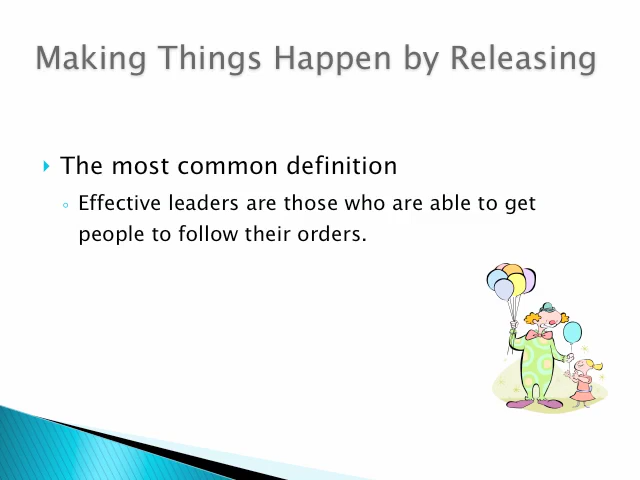 Making Things Happen by Releasing
The most common definition
Effective leaders are those who are able to get
people to follow their orders.